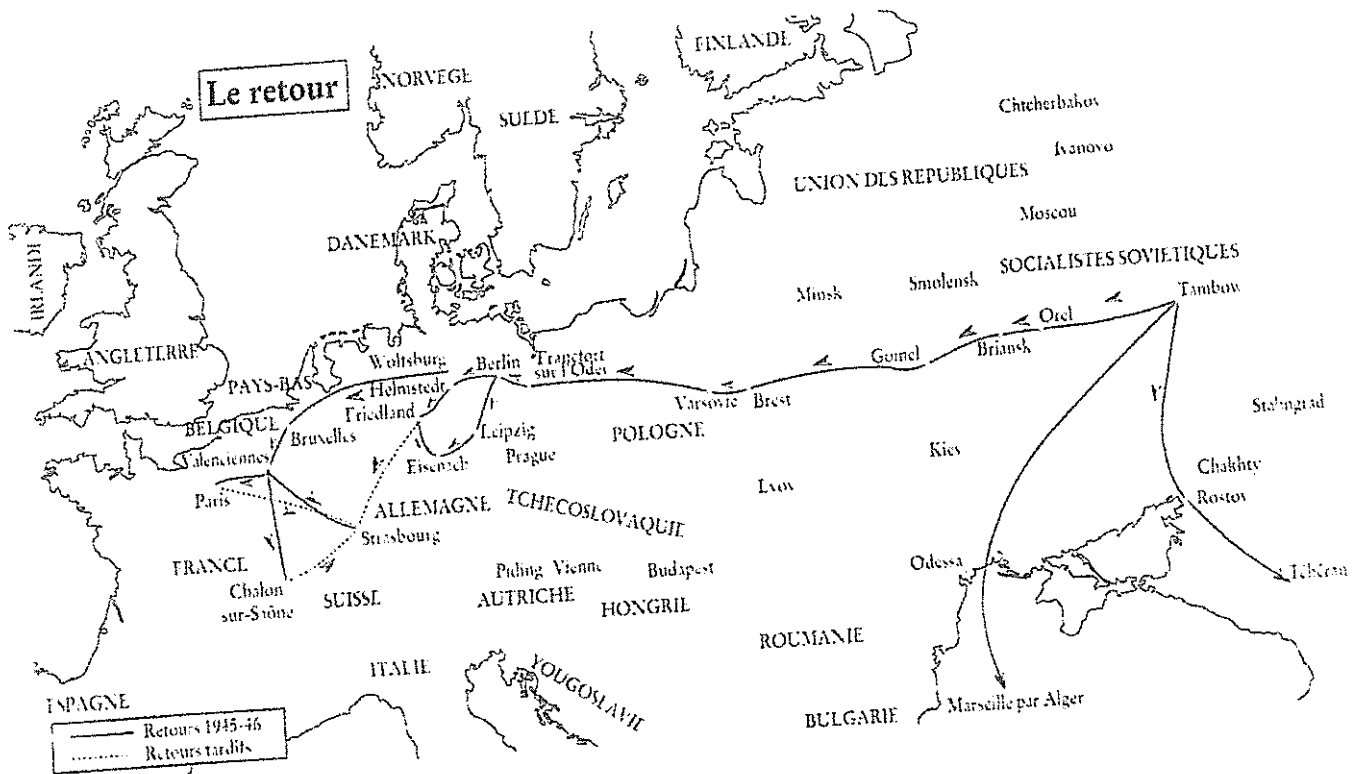 Le retour
NORVEGE
FINLANDE
SUEDE
Chtcherbakov
Ivanovo
UNION DES REPUBLIQUES
Moscou
DANEMARK
IRLANDE
SOCIALISTES SOVIETIQUES
Smolensk
Minsk
Tambow
Orel
Briansk
Gomel
ANGLETERRE
PAYS-BAS
Wolfsburg
Helmstedt
Berlin
Francfort
sur l'Oder
Friedland
Varsovie
Brest
Stalingrad
BELGIQUE
Bruxelles
Leipzig
POLOGNE
Valenciennes
Eisenach
Prague
Kiev
Chakhty
Rostov
Lvov
Paris
ALLEMAGNE
TCHECOSLOVAQUIE
Strasbourg
FRANCE
Odessa
Téhéran
Chalon
sur-Saône
SUISSE
Piding
Vienne
Budapest
AUTRICHE
HONGRIE
ROUMANIE
ITALIE
YOUGOSLAVIE
ESPAGNE
BULGARIE
Marseille par Alger
Retours 1945-46
Retours tardifs